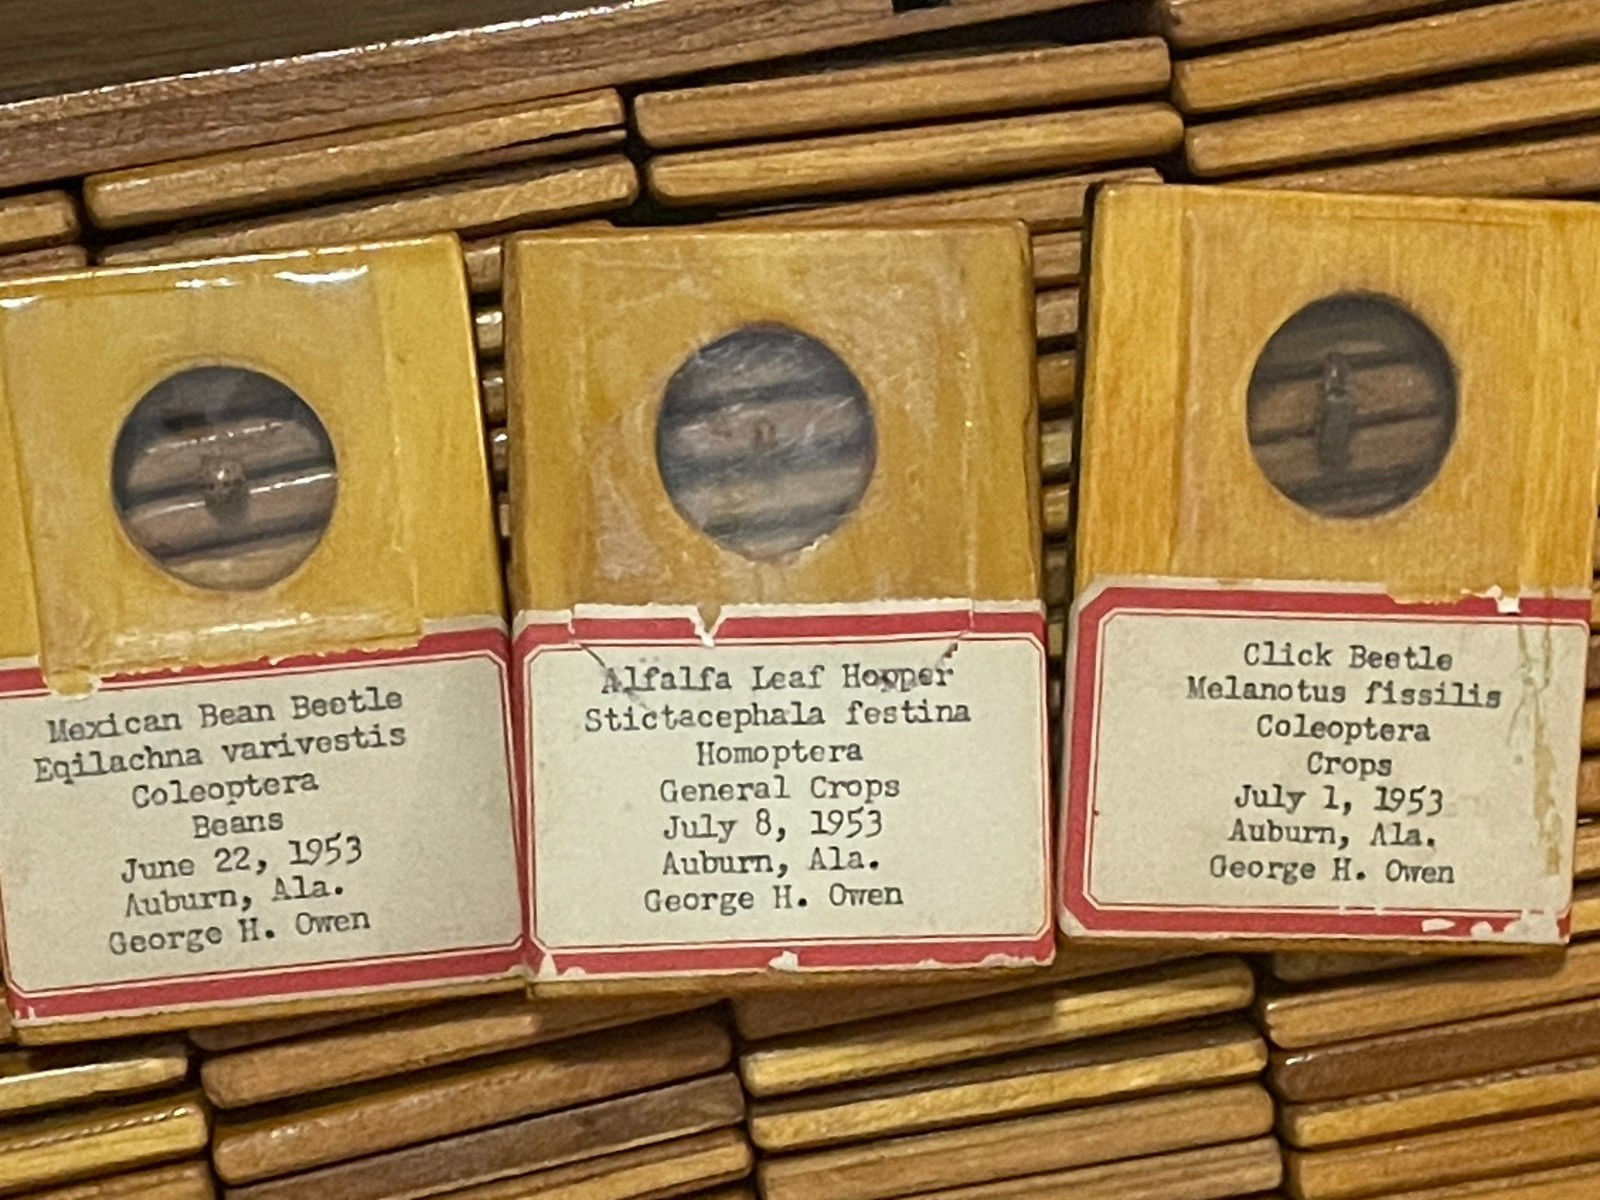 Mexican Bean Beetle
Eqilachna varivestis
Coleoptera
Beans
June 22, 1953
Auburn, Ala.
George H. Owen
Alfalfa Leaf Hopper
Stictacephala festina
Homoptera
General Crops
July 8, 1953
Auburn, Ala.
George H. Owen
Click Beetle
Melanotus fissilis
Coleoptera
Crops
July 1, 1953
Auburn, Ala.
George H. Owen